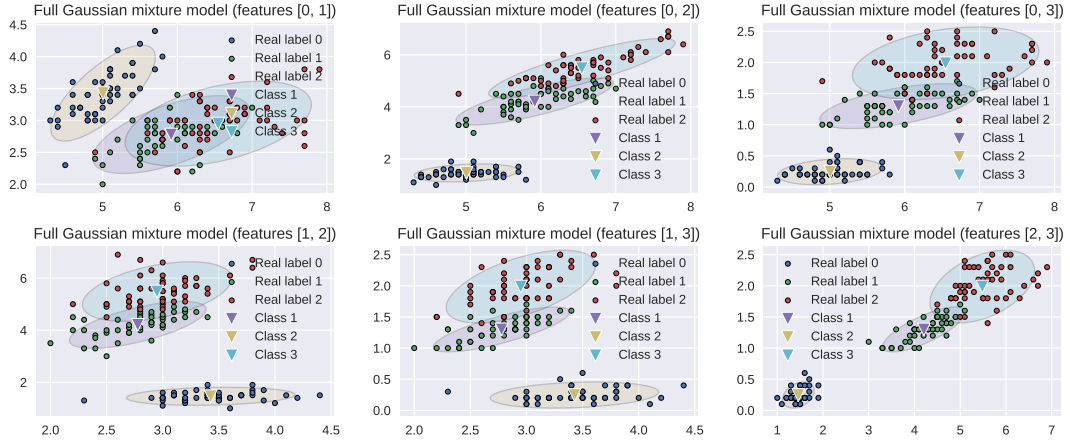 Full Gaussian mixture model (features [0, 1])
4.5
4.0
3.5
3.0
2.5
2.0
5
6
7
8
Real label 0
Real label 1
Real label 2
Class 1
Class 2
Class 3
Full Gaussian mixture model (features [0, 2])
6
4
2
5
6
7
8
Real label 0
Real label 1
Real label 2
Class 1
Class 2
Class 3
Full Gaussian mixture model (features [0, 3])
2.5
2.0
1.5
1.0
0.5
0.0
5
6
7
8
Real label 0
Real label 1
Real label 2
Class 1
Class 2
Class 3
Full Gaussian mixture model (features [1, 2])
6
4
2
2.0
2.5
3.0
3.5
4.0
4.5
Real label 0
Real label 1
Real label 2
Class 1
Class 2
Class 3
Full Gaussian mixture model (features [1, 3])
2.5
2.0
1.5
1.0
0.5
0.0
2.0
2.5
3.0
3.5
4.0
4.5
Real label 0
Real label 1
Real label 2
Class 1
Class 2
Class 3
Full Gaussian mixture model (features [2, 3])
2.5
2.0
1.5
1.0
0.5
0.0
1
2
3
4
5
6
7
Real label 0
Real label 1
Real label 2
Class 1
Class 2
Class 3